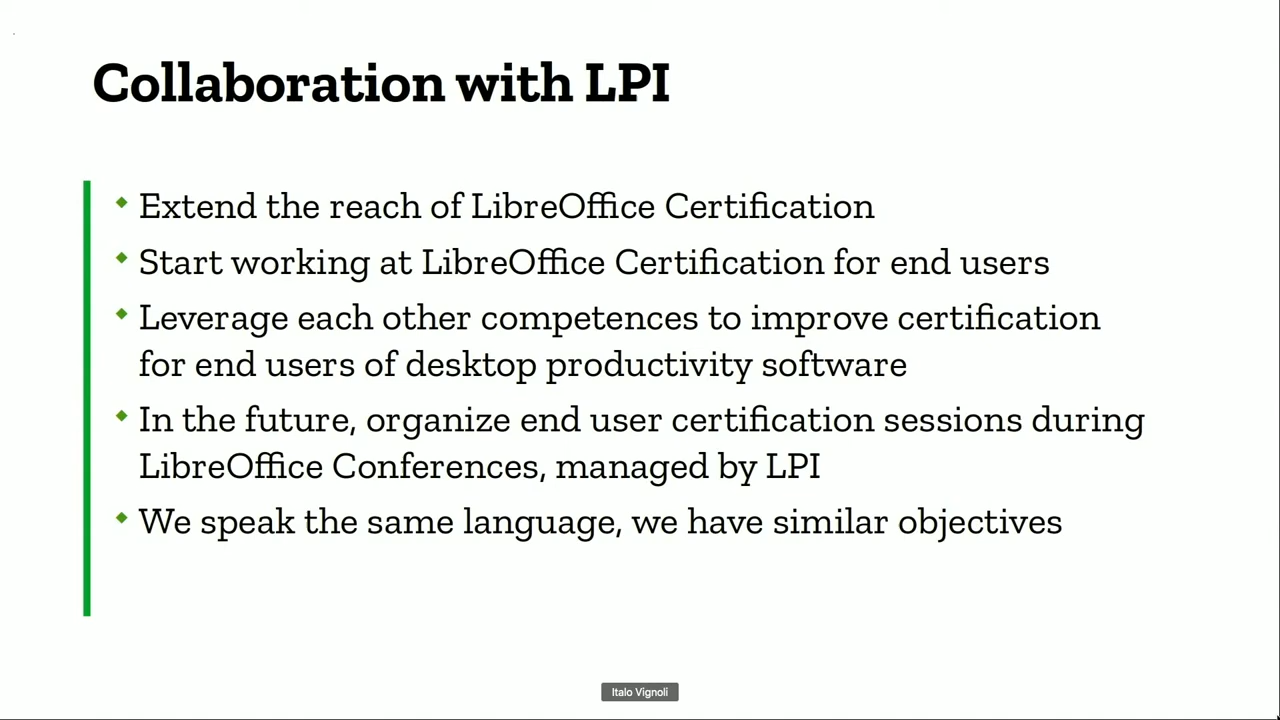 Collaboration with LPI
Extend the reach of LibreOffice Certification
Start working at LibreOffice Certification for end users
Leverage each other competences to improve certification
for end users of desktop productivity software
In the future, organize end user certification sessions during
LibreOffice Conferences, managed by LPI
We speak the same language, we have similar objectives
Italo Vignoli